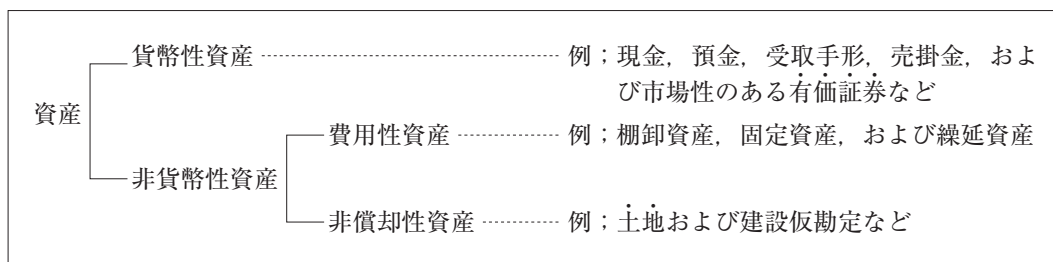 貨幣性資産 例；現金，預金，受取手形，売掛金，およ
び市場性のある有価証券など
資産
費用性資産 例；棚卸資産，固定資産，および繰延資産
非貨幣性資産
非償却性資産 例；土地および建設仮勘定など